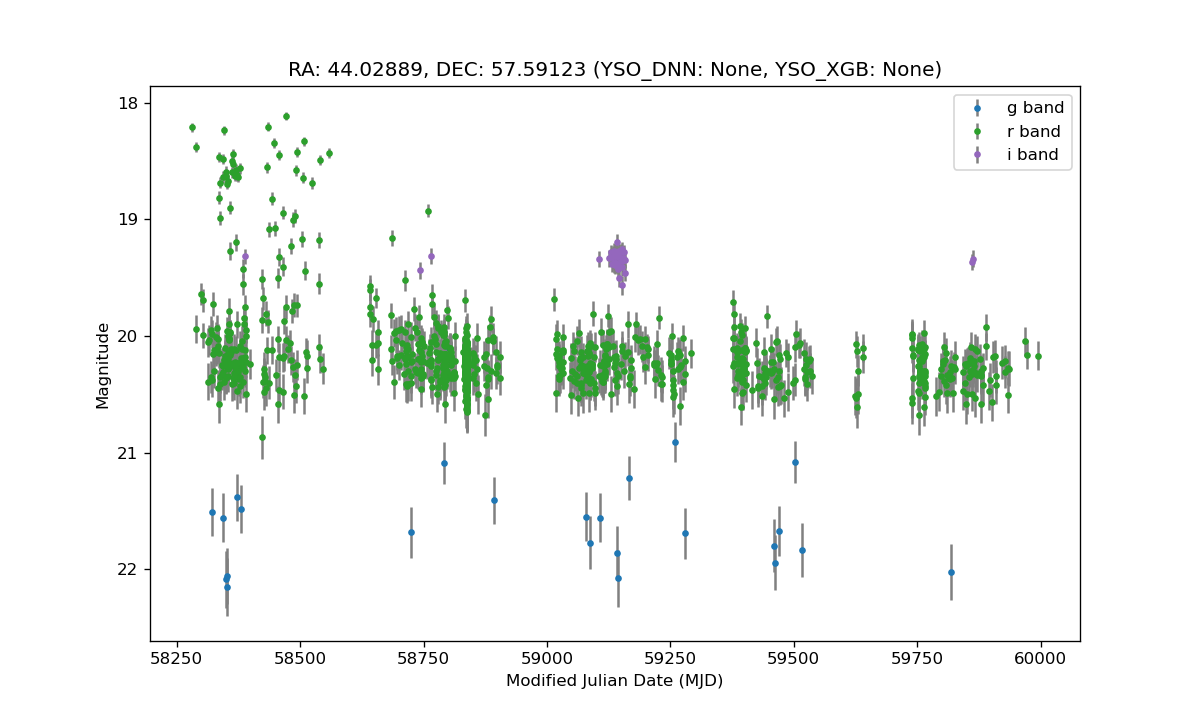 RA: 44.02889, DEC: 57.59123 (YSO_DNN: None, YSO_XGB: None)
g band
r band
i band
Magnitude
18
19
20
21
22
58250 58500 58750 59000 59250 59500 59750 60000
Modified Julian Date (MJD)